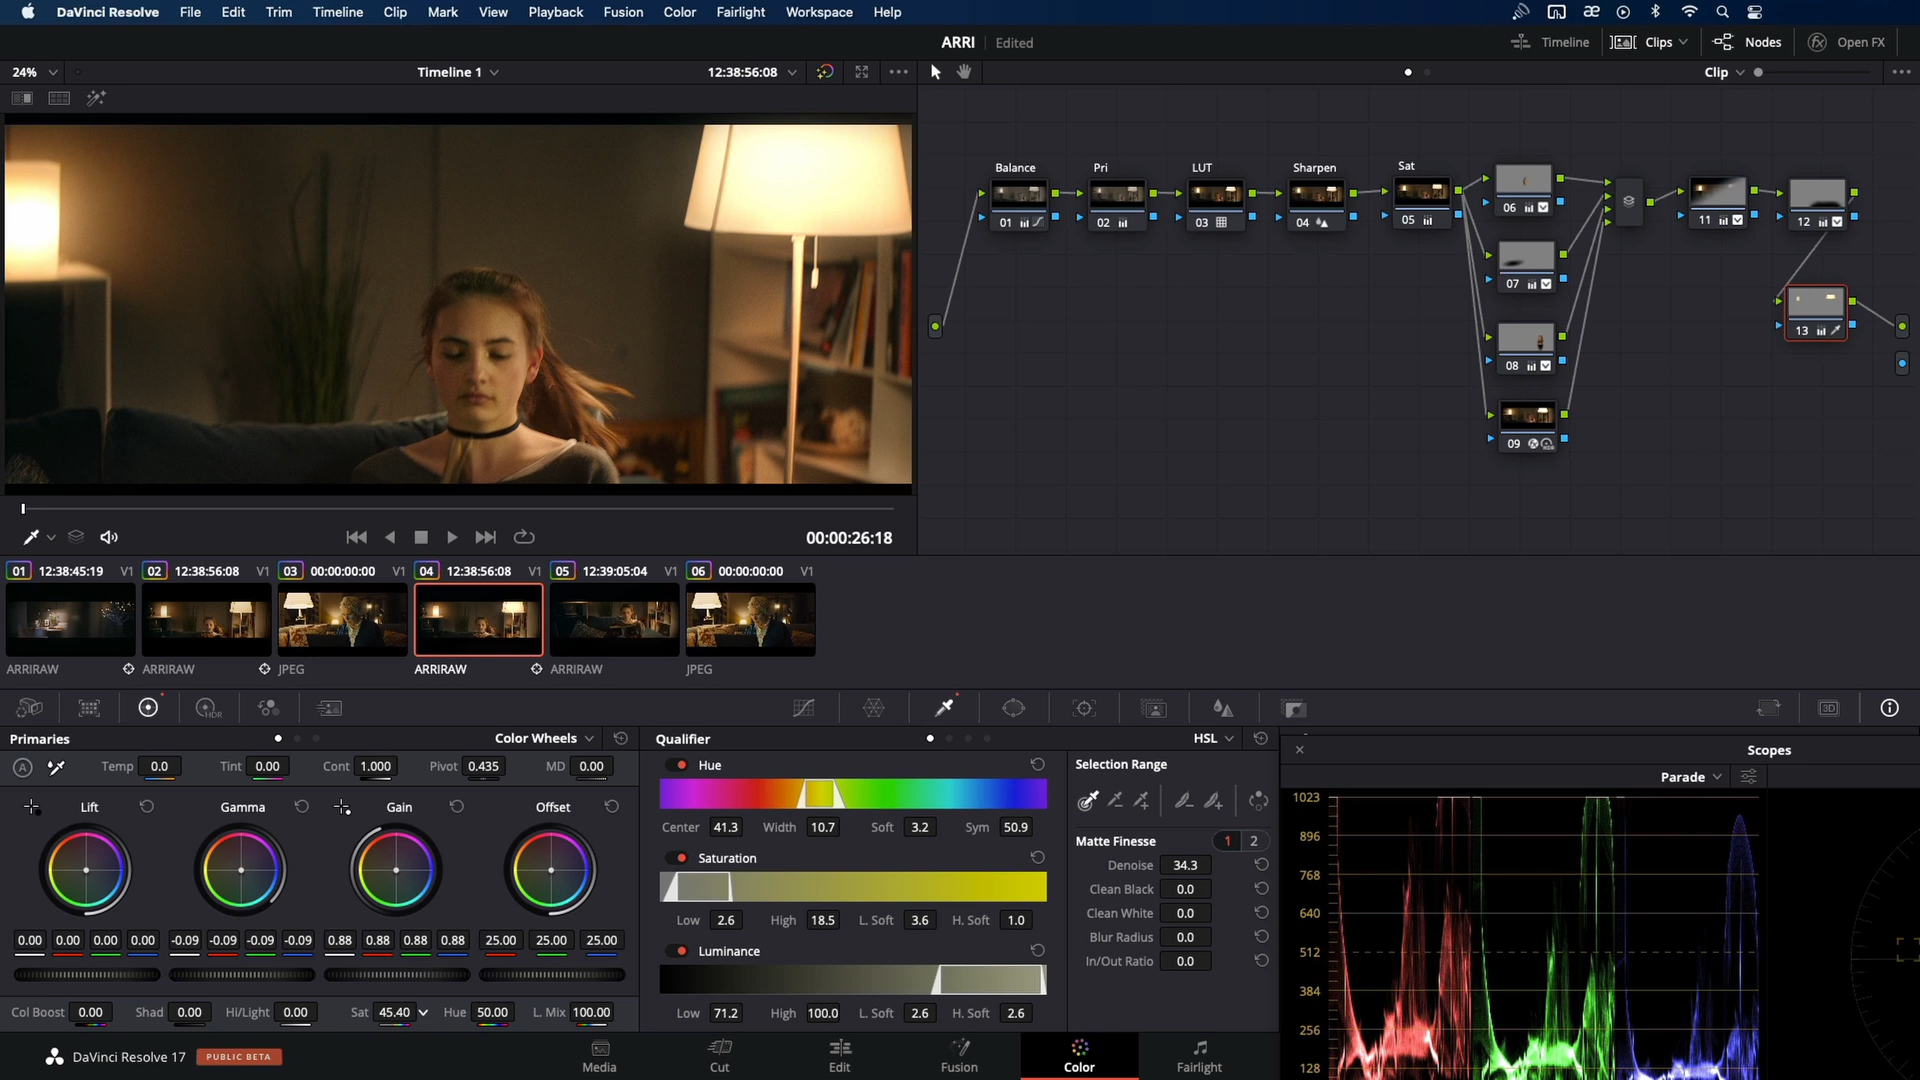 DaVinci Resolve File Edit Trim Timeline Clip Mark View Playback Fusion Color Fairlight Workspace Help
ARRI Edited
Timeline Clips Nodes Open FX
24% Timeline 1 12:38:56:08 Clip
Balance Pri LUT Sharpen Sat
01 02 03 04 05 06 11 12
07
13
08
09
00:00:26:18
01 12:38:45:19 V1 02 12:38:56:08 V1 03 00:00:00:00 V1 04 12:38:56:08 V1 05 12:39:05:04 V1 06 00:00:00:00 V1
ARRIRAW ARRIRAW JPEG ARRIRAW ARRIRAW JPEG
HDR 3D
Primaries Color Wheels
Qualifier HSL
Scopes
Parade
A Temp 0.0 Tint 0.00 Cont 1.000 Pivot 0.435 MD 0.00
Lift Gamma Gain Offset
0.00 0.00 0.00 0.00 -0.09 -0.09 -0.09 -0.09 0.88 0.88 0.88 0.88 25.00 25.00 25.00
Col Boost 0.00 Shad 0.00 Hi/Light 0.00 Sat 45.40 Hue 50.00 L. Mix 100.00
Hue
Center 41.3 Width 10.7 Soft 3.2 Sym 50.9
Saturation
Low 2.6 High 18.5 L. Soft 3.6 H. Soft 1.0
Luminance
Low 71.2 High 100.0 L. Soft 2.6 H. Soft 2.6
Selection Range
Matte Finesse 1 2
Denoise 34.3
Clean Black 0.0
Clean White 0.0
Blur Radius 0.0
In/Out Ratio 0.0
1023
896
768
640
512
384
256
128
DaVinci Resolve 17 PUBLIC BETA
Media Cut Edit Fusion Color Fairlight